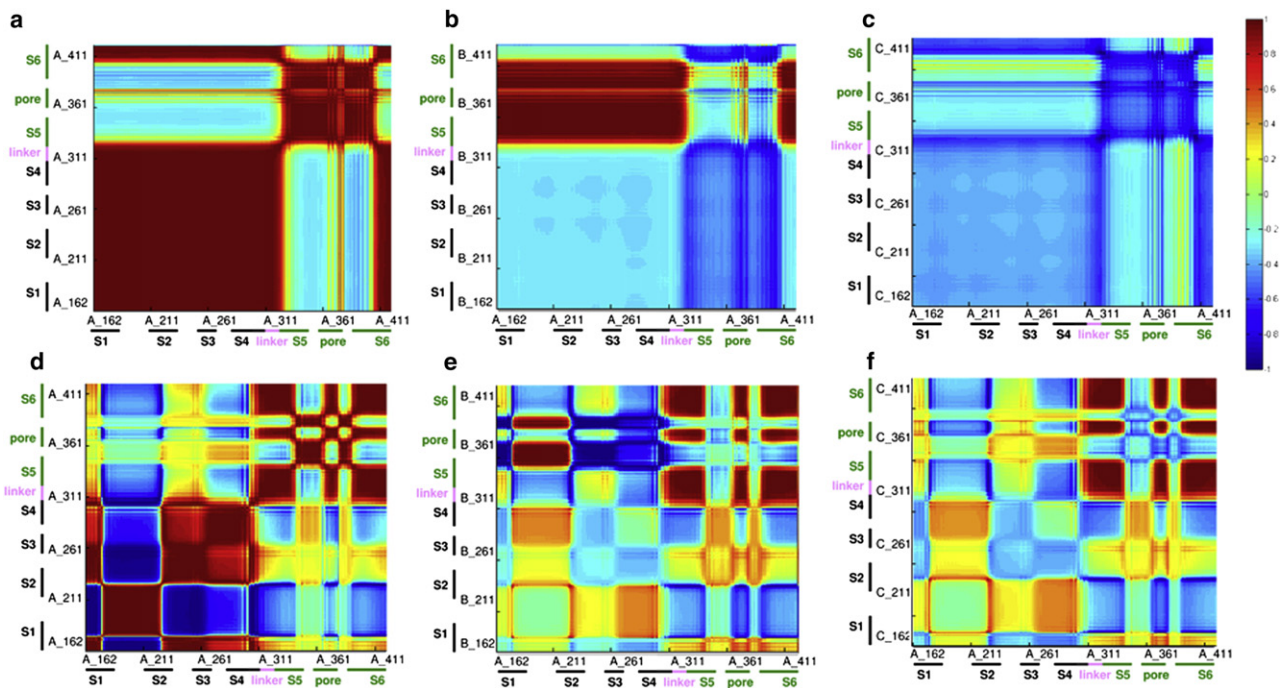 a
S6
pore
S5
linker
S4
S3
S2
S1
A_411
A_361
A_311
A_261
A_211
A_162
A_162 A_211 A_261 A_311 A_361 A_411
S1 S2 S3 S4 linker S5 pore S6
b
S6
pore
S5
linker
S4
S3
S2
S1
B_411
B_361
B_311
B_261
B_211
B_162
A_162 A_211 A_261 A_311 A_361 A_411
S1 S2 S3 S4 linker S5 pore S6
c
S6
pore
S5
linker
S4
S3
S2
S1
C_411
C_361
C_311
C_261
C_211
C_162
A_162 A_211 A_261 A_311 A_361 A_411
S1 S2 S3 S4 linker S5 pore S6
1
0.8
0.6
0.4
0.2
0
-0.2
-0.4
-0.6
-0.8
-1
d
S6
pore
S5
linker
S4
S3
S2
S1
A_411
A_361
A_311
A_261
A_211
A_162
A_162 A_211 A_261 A_311 A_361 A_411
S1 S2 S3 S4 linker S5 pore S6
e
S6
pore
S5
linker
S4
S3
S2
S1
B_411
B_361
B_311
B_261
B_211
B_162
A_162 A_211 A_261 A_311 A_361 A_411
S1 S2 S3 S4 linker S5 pore S6
f
S6
pore
S5
linker
S4
S3
S2
S1
C_411
C_361
C_311
C_261
C_211
C_162
A_162 A_211 A_261 A_311 A_361 A_411
S1 S2 S3 S4 linker S5 pore S6